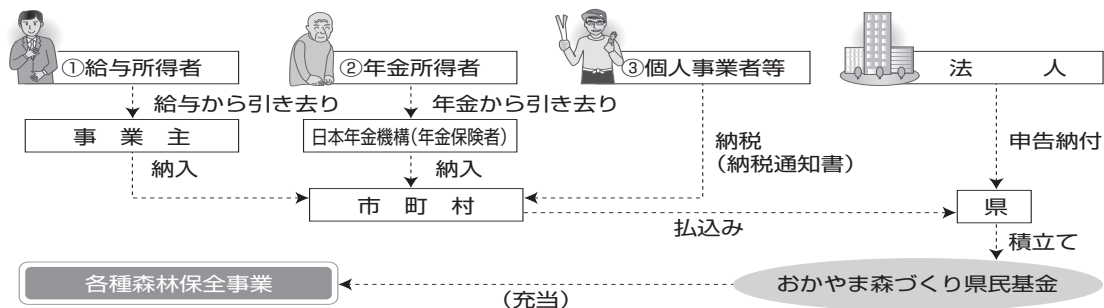 ①給与所得者
②年金所得者
③個人事業者等
法人
給与から引き去り
年金から引き去り
事業主
日本年金機構(年金保険者)
納税
(納税通知書)
申告納付
納入
納入
市町村
県
払込み
積立て
各種森林保全事業
おかやま森づくり県民基金
(充当)